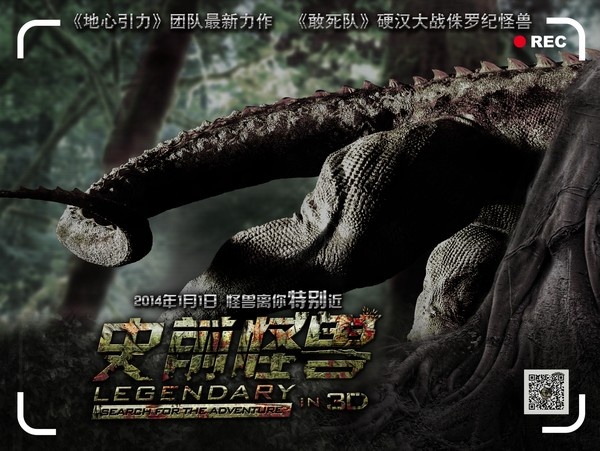 《地心引力》团队最新力作 《敢死队》硬汉大战侏罗纪怪兽
REC
2014年1月1日 怪兽离你特别近
史前怪兽
LEGENDARY
SEARCH FOR THE ADVENTURE
IN 3D